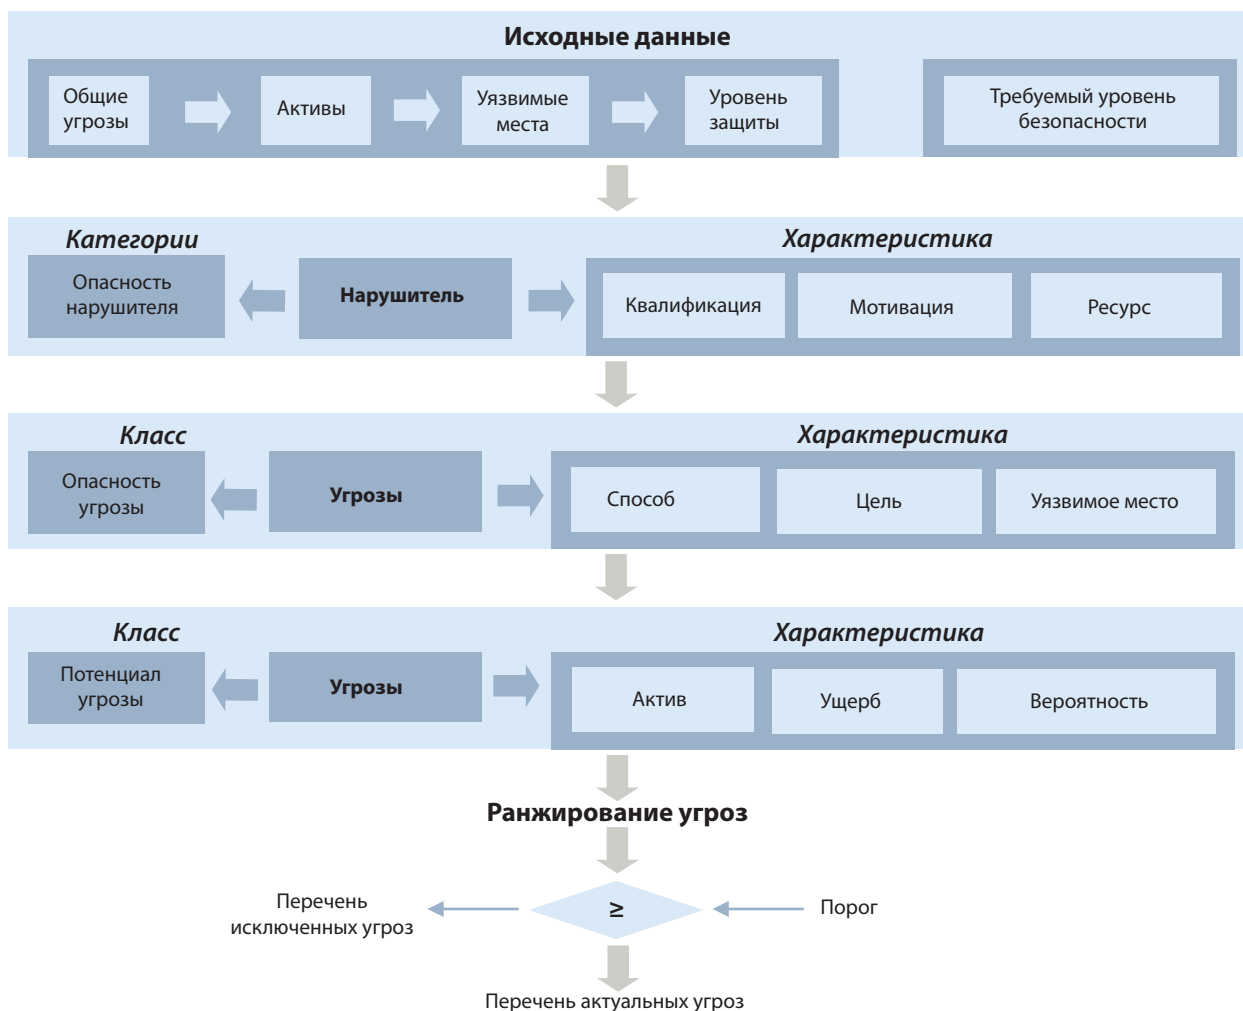 Исходные данные
Общие
угрозы
Активы
Уязвимые
места
Уровень
защиты
Требуемый уровень
безопасности
Категории
Характеристика
Опасность
нарушителя
Нарушитель
Квалификация
Мотивация
Ресурс
Класс
Характеристика
Опасность
угрозы
Угрозы
Способ
Цель
Уязвимое место
Класс
Характеристика
Потенциал
угрозы
Угрозы
Актив
Ущерб
Вероятность
Ранжирование угроз
Перечень
исключенных угроз
≥
Порог
Перечень актуальных угроз